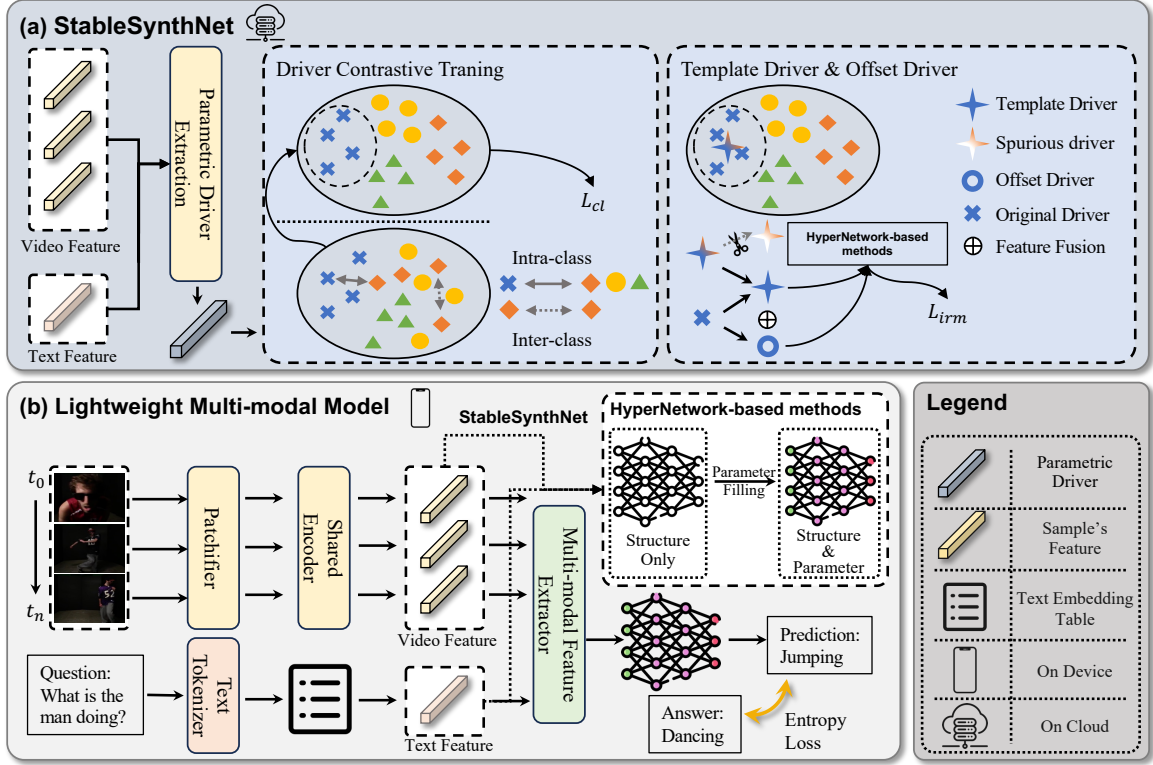 (a) StableSynthNet
Video Feature
Text Feature
Parametric Driver
Extraction
Driver Contrastive Traning
L_cl
Intra-class
Inter-class
Template Driver & Offset Driver
Template Driver
Spurious driver
Offset Driver
Original Driver
Feature Fusion
HyperNetwork-based
methods
L_irm
(b) Lightweight Multi-modal Model
t_0
t_n
Patchifier
Shared
Encoder
Video Feature
StableSynthNet
HyperNetwork-based methods
Structure
Only
Parameter
Filling
Structure
&
Parameter
Multi-modal Feature
Extractor
Question:
What is the
man doing?
Text
Tokenizer
Text Feature
Prediction:
Jumping
Answer:
Dancing
Entropy
Loss
Legend
Parametric
Driver
Sample's
Feature
Text Embedding
Table
On Device
On Cloud